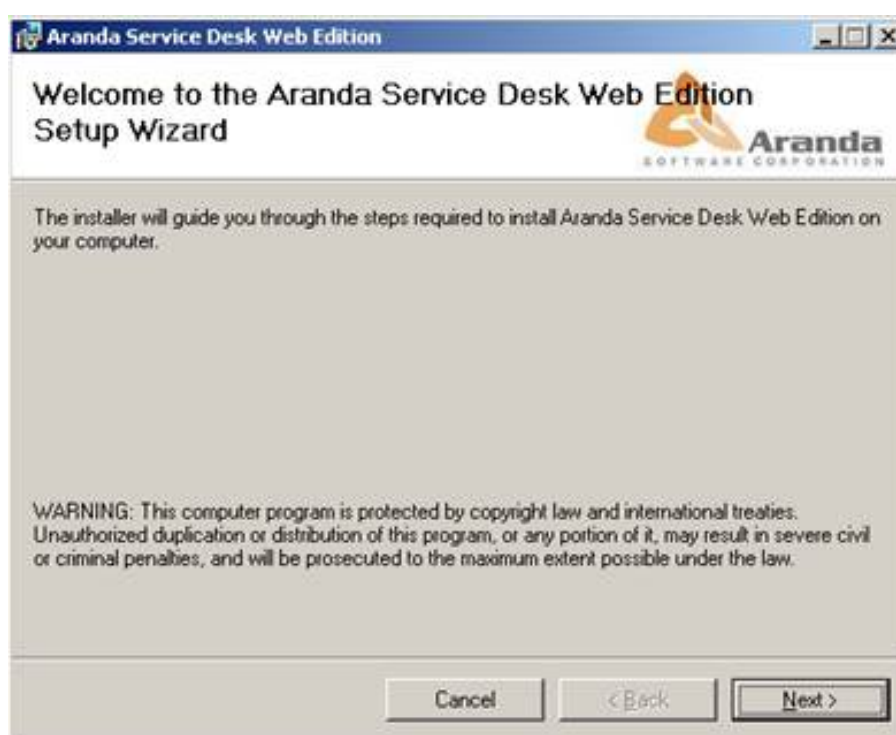 Aranda Service Desk Web Edition
Welcome to the Aranda Service Desk Web Edition
Setup Wizard
Aranda
SOFTWARE CORPORATION
The installer will guide you through the steps required to install Aranda Service Desk Web Edition on
your computer.
WARNING: This computer program is protected by copyright law and international treaties.
Unauthorized duplication or distribution of this program, or any portion of it, may result in severe civil
or criminal penalties, and will be prosecuted to the maximum extent possible under the law.
Cancel < Back Next >